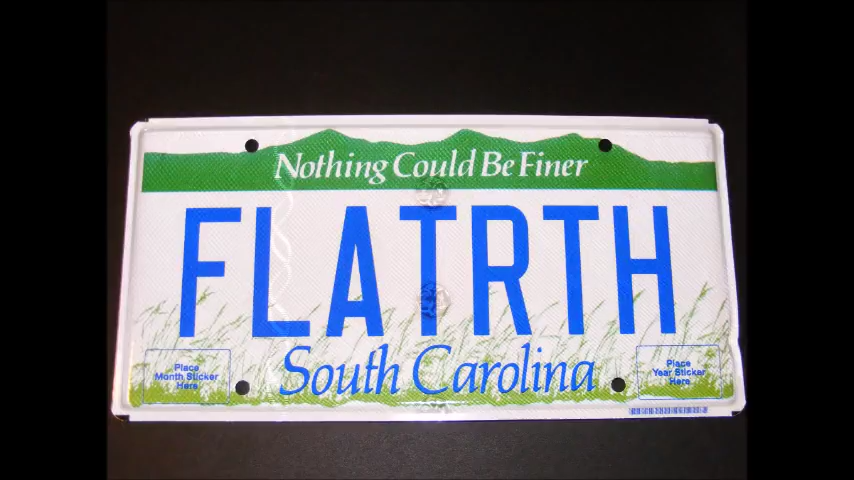 Nothing Could Be Finer
FLATRTH
South Carolina
Place
Month Sticker
Here
Place
Year Sticker
Here